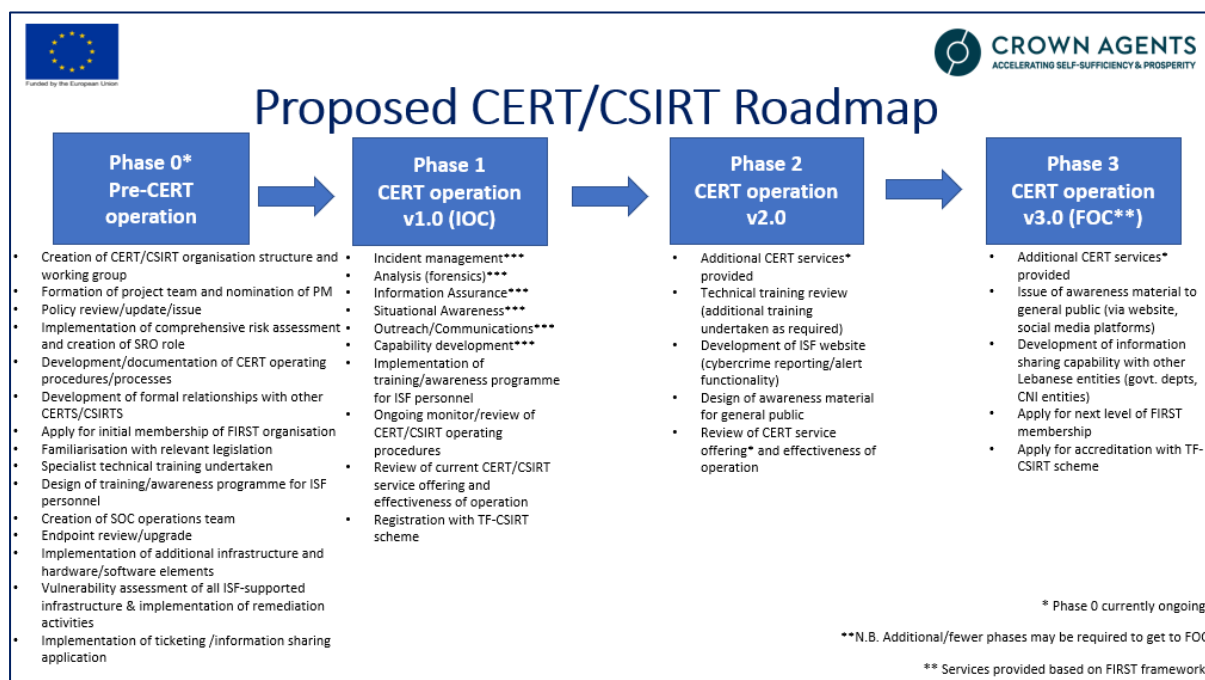 Funded by the European Union
CROWN AGENTS
ACCELERATING SELF-SUFFICIENCY & PROSPERITY
Proposed CERT/CSIRT Roadmap
Phase 0*
Pre-CERT
operation
• Creation of CERT/CSIRT organisation structure and
working group
• Formation of project team and nomination of PM
• Policy review/update/issue
• Implementation of comprehensive risk assessment
and creation of SRO role
• Development/documentation of CERT operating
procedures/processes
• Development of formal relationships with other
CERTS/CSIRTS
• Apply for initial membership of FIRST organisation
• Familiarisation with relevant legislation
• Specialist technical training undertaken
• Design of training/awareness programme for ISF
personnel
• Creation of SOC operations team
• Endpoint review/upgrade
• Implementation of additional infrastructure and
hardware/software elements
• Vulnerability assessment of all ISF-supported
infrastructure & implementation of remediation
activities
• Implementation of ticketing /information sharing
application
Phase 1
CERT operation
v1.0 (IOC)
• Incident management***
• Analysis (forensics)***
• Information Assurance***
• Situational Awareness***
• Outreach/Communications***
• Capability development***
• Implementation of
training/awareness programme
for ISF personnel
• Ongoing monitor/review of
CERT/CSIRT operating
procedures
• Review of current CERT/CSIRT
service offering and
effectiveness of operation
• Registration with TF-CSIRT
scheme
Phase 2
CERT operation
v2.0
• Additional CERT services*
provided
• Technical training review
(additional training
undertaken as required)
• Development of ISF website
(cybercrime reporting/alert
functionality)
• Design of awareness material
for general public
• Review of CERT service
offering* and effectiveness of
operation
Phase 3
CERT operation
v3.0 (FOC**)
• Additional CERT services*
provided
• Issue of awareness material to
general public (via website,
social media platforms)
• Development of information
sharing capability with other
Lebanese entities (govt. depts,
CNI entities)
• Apply for next level of FIRST
membership
• Apply for accreditation with TF-
CSIRT scheme
* Phase 0 currently ongoing
**N.B. Additional/fewer phases may be required to get to FOC
** Services provided based on FIRST framework